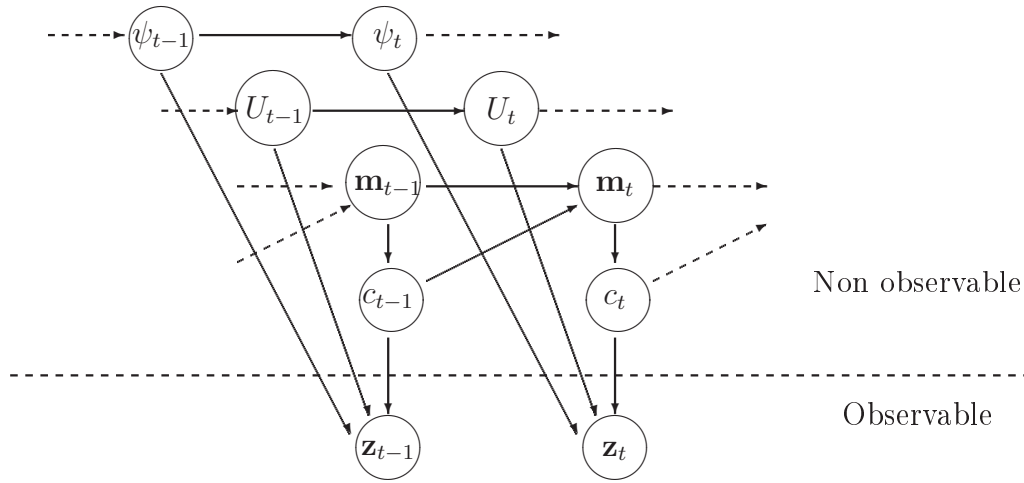 ψ_{t−1} ψ_t
U_{t−1} U_t
𝐦_{t−1} 𝐦_t
Non observable
c_{t−1} c_t
Observable
𝐳_{t−1} 𝐳_t